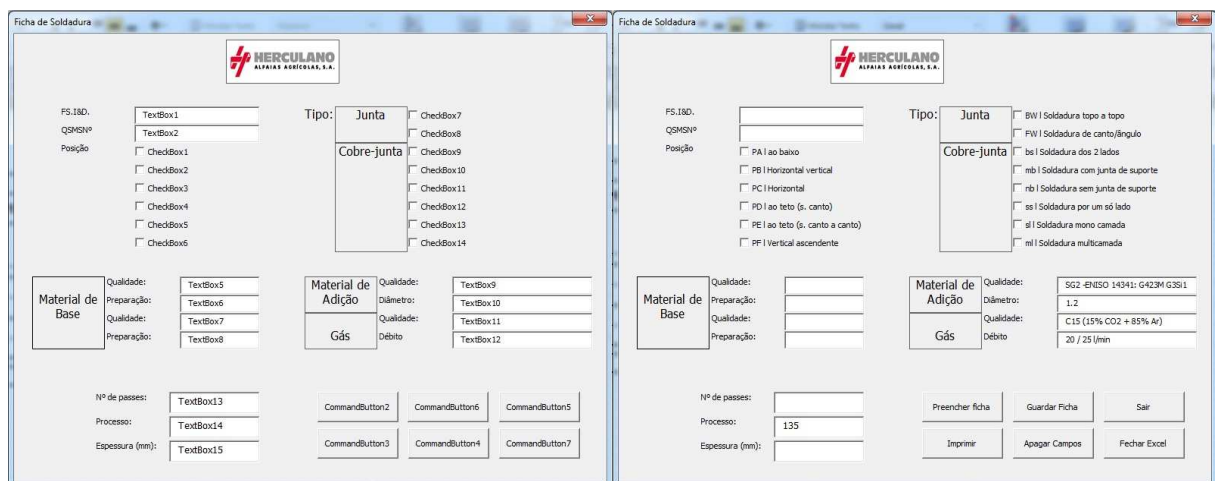 Ficha de Soldadura
HERCULANO
ALFAIAS AGRÍCOLAS, S.A.
FS.I&D. TextBox1 Tipo: Junta CheckBox7
QSMSNº TextBox2 CheckBox8
Posição CheckBox1 Cobre-junta CheckBox9
CheckBox2 CheckBox10
CheckBox3 CheckBox11
CheckBox4 CheckBox12
CheckBox5 CheckBox13
CheckBox6 CheckBox14
Material de Base
Qualidade: TextBox5
Preparação: TextBox6
Qualidade: TextBox7
Preparação: TextBox8
Material de Adição
Qualidade: TextBox9
Diâmetro: TextBox10
Gás
Qualidade: TextBox11
Débito TextBox12
Nº de passes: TextBox13
Processo: TextBox14
Espessura (mm): TextBox15
CommandButton2 CommandButton6 CommandButton5
CommandButton3 CommandButton4 CommandButton7
Ficha de Soldadura
HERCULANO
ALFAIAS AGRÍCOLAS, S.A.
FS.I&D. Tipo: Junta BW l Soldadura topo a topo
QSMSNº FW l Soldadura de canto/ângulo
Posição PA l ao baixo Cobre-junta bs l Soldadura dos 2 lados
PB l Horizontal vertical mb l Soldadura com junta de suporte
PC l Horizontal nb l Soldadura sem junta de suporte
PD l ao teto (s. canto) ss l Soldadura por um só lado
PE l ao teto (s. canto a canto) sl l Soldadura mono camada
PF l Vertical ascendente ml l Soldadura multicamada
Material de Base
Qualidade:
Preparação:
Qualidade:
Preparação:
Material de Adição
Qualidade: SG2 -ENISO 14341: G423M G3Si1
Diâmetro: 1.2
Gás
Qualidade: C15 (15% CO2 + 85% Ar)
Débito 20 / 25 l/min
Nº de passes:
Processo: 135
Espessura (mm):
Preencher ficha Guardar Ficha Sair
Imprimir Apagar Campos Fechar Excel